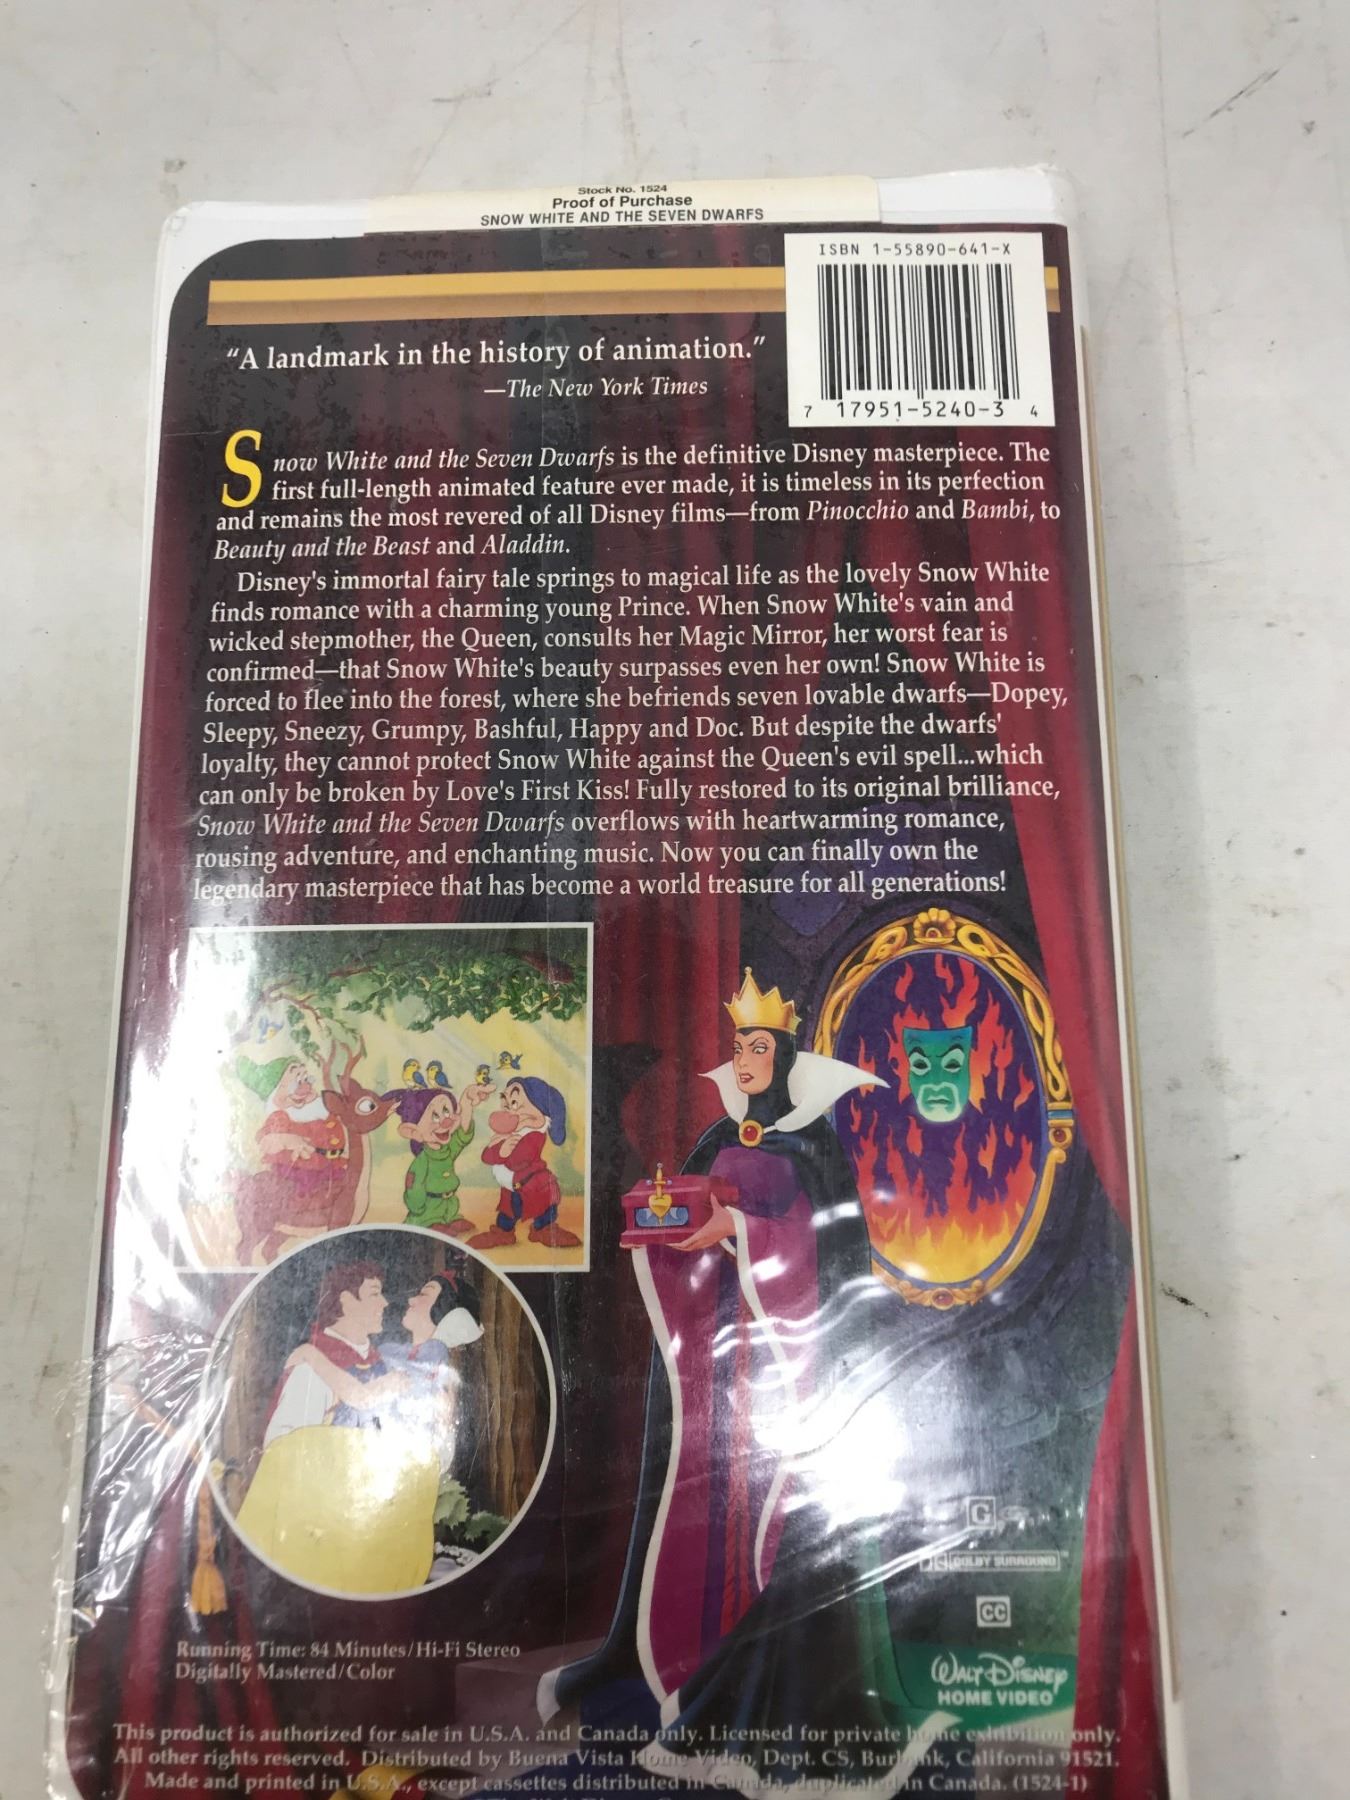 Stock No. 1524
Proof of Purchase
SNOW WHITE AND THE SEVEN DWARFS
ISBN 1-55890-641-X
7 17951-5240-3 4
“A landmark in the history of animation.”
—The New York Times
Snow White and the Seven Dwarfs is the definitive Disney masterpiece. The
first full-length animated feature ever made, it is timeless in its perfection
and remains the most revered of all Disney films—from Pinocchio and Bambi, to
Beauty and the Beast and Aladdin.
Disney's immortal fairy tale springs to magical life as the lovely Snow White
finds romance with a charming young Prince. When Snow White's vain and
wicked stepmother, the Queen, consults her Magic Mirror, her worst fear is
confirmed—that Snow White's beauty surpasses even her own! Snow White is
forced to flee into the forest, where she befriends seven lovable dwarfs—Dopey,
Sleepy, Sneezy, Grumpy, Bashful, Happy and Doc. But despite the dwarfs'
loyalty, they cannot protect Snow White against the Queen's evil spell...which
can only be broken by Love's First Kiss! Fully restored to its original brilliance,
Snow White and the Seven Dwarfs overflows with heartwarming romance,
rousing adventure, and enchanting music. Now you can finally own the
legendary masterpiece that has become a world treasure for all generations!
G
DOLBY SURROUND™
CC
WALT DISNEY
HOME VIDEO
Running Time: 84 Minutes/Hi-Fi Stereo
Digitally Mastered/Color
This product is authorized for sale in U.S.A. and Canada only. Licensed for private home exhibition only.
All other rights reserved. Distributed by Buena Vista Home Video, Dept. CS, Burbank, California 91521.
Made and printed in U.S.A., except cassettes distributed in Canada, duplicated in Canada. (1524-1)